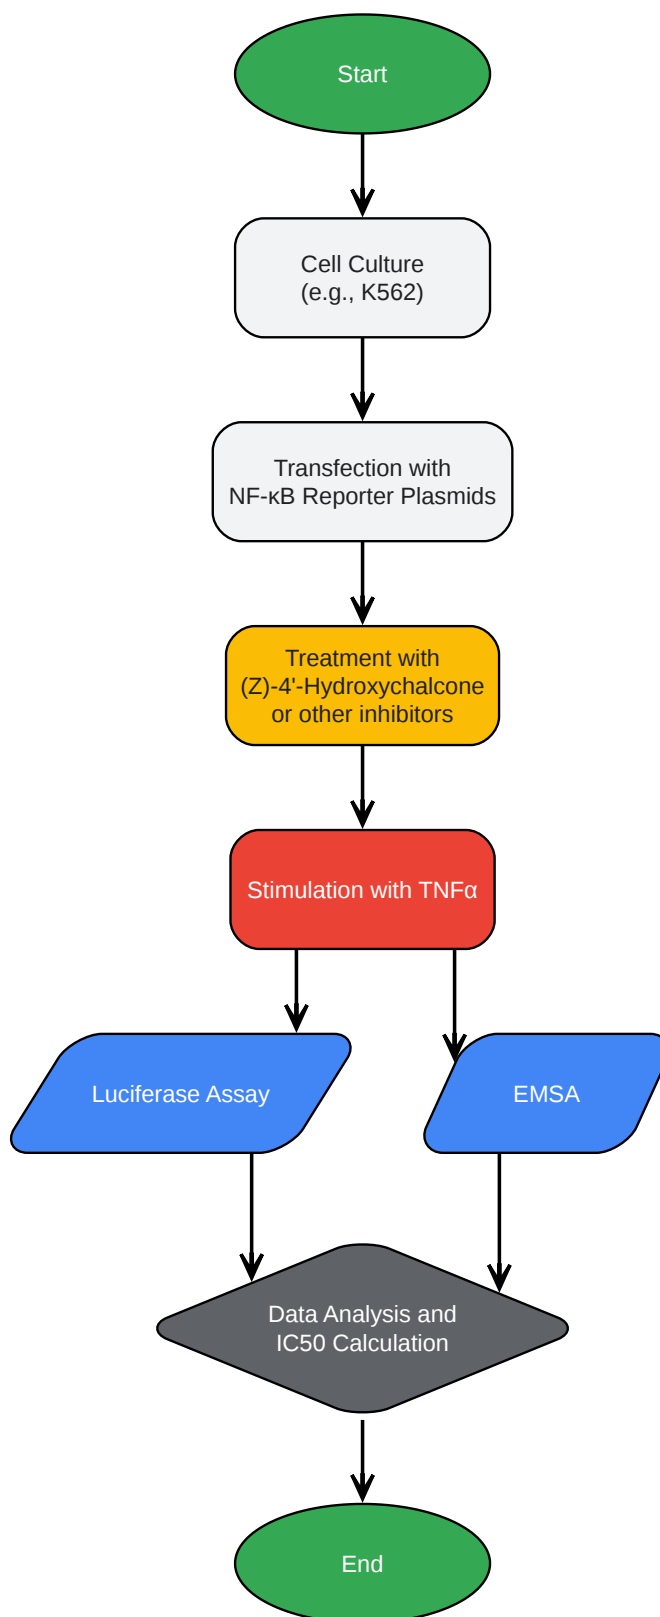 Start
Cell Culture
(e.g., K562)
Transfection with
NF-κB Reporter Plasmids
Treatment with
(Z)-4'-Hydroxychalcone
or other inhibitors
Stimulation with TNFα
Luciferase Assay
EMSA
Data Analysis and
IC50 Calculation
End